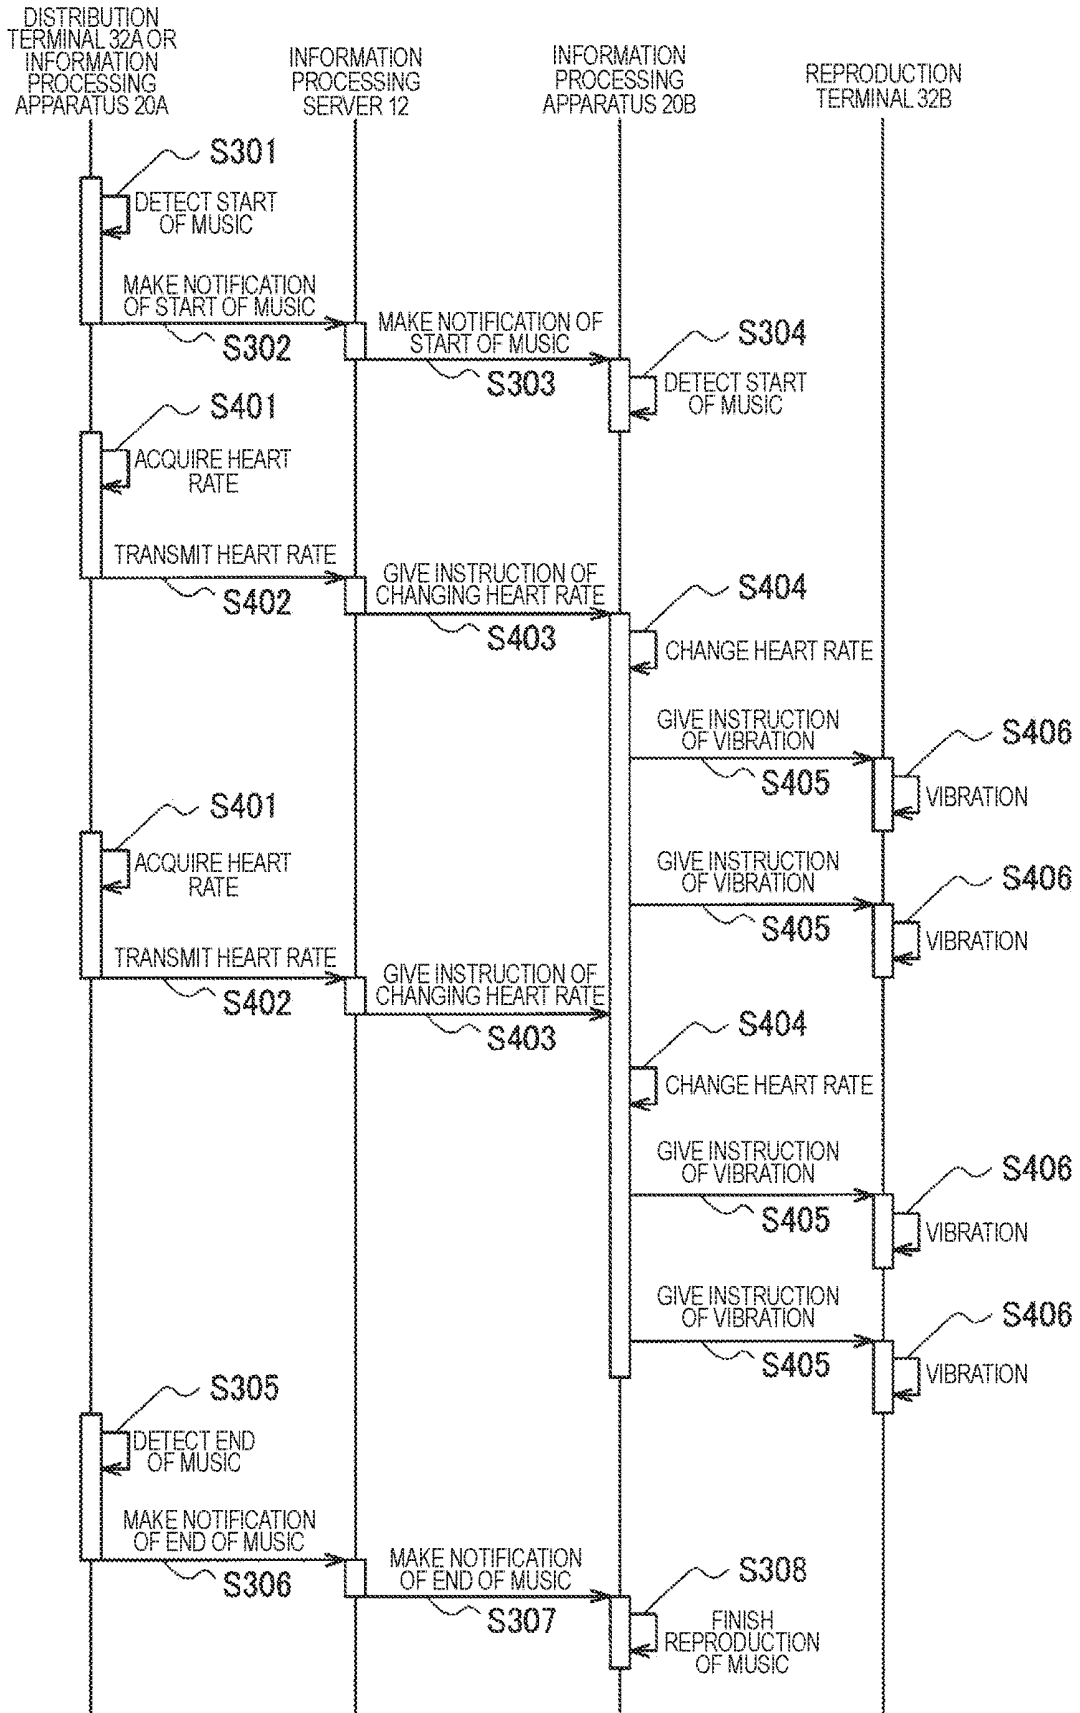 DISTRIBUTION
TERMINAL 32A OR
INFORMATION
PROCESSING
APPARATUS 20A
INFORMATION
PROCESSING
SERVER 12
INFORMATION
PROCESSING
APPARATUS 20B
REPRODUCTION
TERMINAL 32B
S301
DETECT START
OF MUSIC
MAKE NOTIFICATION
OF START OF MUSIC
S302
MAKE NOTIFICATION OF
START OF MUSIC
S303
S304
DETECT START
OF MUSIC
S401
ACQUIRE HEART
RATE
TRANSMIT HEART RATE
S402
GIVE INSTRUCTION OF
CHANGING HEART RATE
S403
S404
CHANGE HEART RATE
GIVE INSTRUCTION
OF VIBRATION
S405
S406
VIBRATION
S401
ACQUIRE HEART
RATE
GIVE INSTRUCTION
OF VIBRATION
S405
S406
VIBRATION
TRANSMIT HEART RATE
S402
GIVE INSTRUCTION OF
CHANGING HEART RATE
S403
S404
CHANGE HEART RATE
GIVE INSTRUCTION
OF VIBRATION
S405
S406
VIBRATION
GIVE INSTRUCTION
OF VIBRATION
S405
S406
VIBRATION
S305
DETECT END
OF MUSIC
MAKE NOTIFICATION
OF END OF MUSIC
S306
MAKE NOTIFICATION
OF END OF MUSIC
S307
S308
FINISH
REPRODUCTION
OF MUSIC